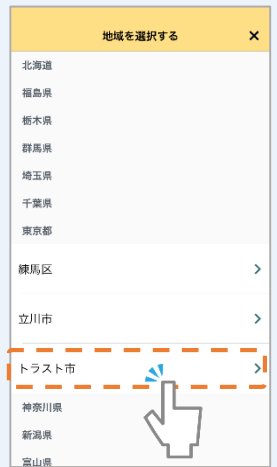 地域を選択する ×
北海道
福島県
栃木県
群馬県
埼玉県
千葉県
東京都
練馬区
立川市
トラスト市
神奈川県
新潟県
富山県